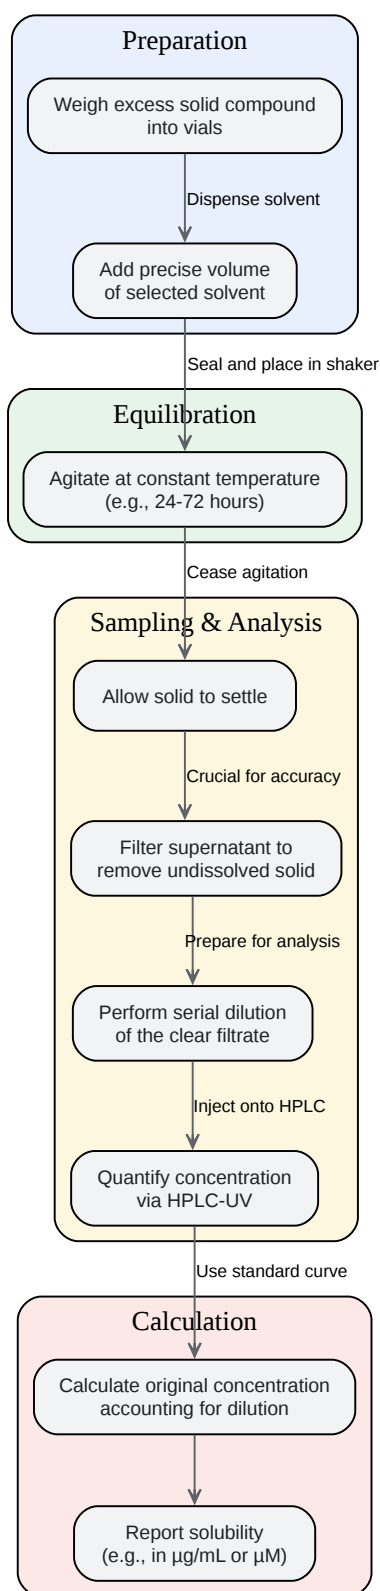 Preparation
Weigh excess solid compound
into vials
Dispense solvent
Add precise volume
of selected solvent
Seal and place in shaker
Equilibration
Agitate at constant temperature
(e.g., 24-72 hours)
Cease agitation
Sampling & Analysis
Allow solid to settle
Crucial for accuracy
Filter supernatant to
remove undissolved solid
Prepare for analysis
Perform serial dilution
of the clear filtrate
Inject onto HPLC
Quantify concentration
via HPLC-UV
Use standard curve
Calculation
Calculate original concentration
accounting for dilution
Report solubility
(e.g., in µg/mL or µM)